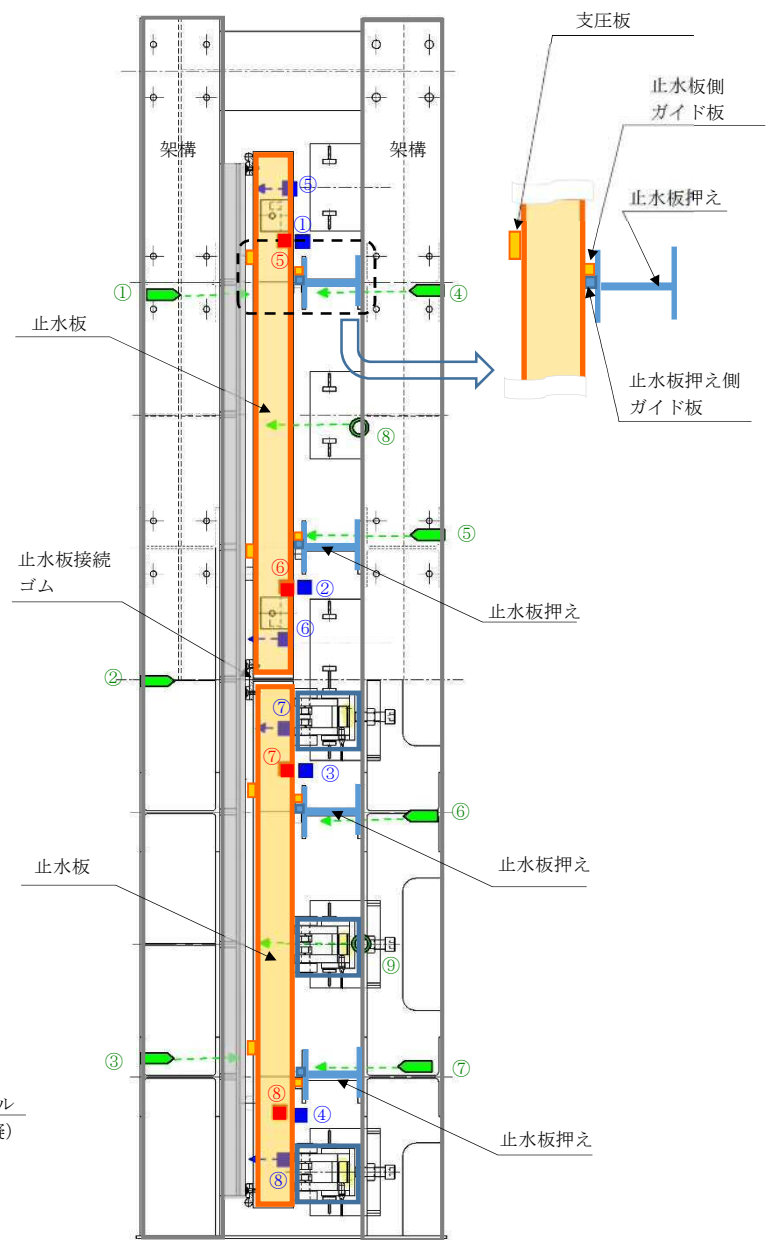 支圧板
止水板側
ガイド板
架構
架構
止水板押え
⑤
①
⑤
①
④
止水板
止水板押え側
ガイド板
⑧
⑤
止水板接続
ゴム
⑥
②
止水板押え
⑥
②
⑦
⑦
③
⑥
止水板
止水板押え
⑨
③
⑦
ル
⑧
④
止水板押え
⑧